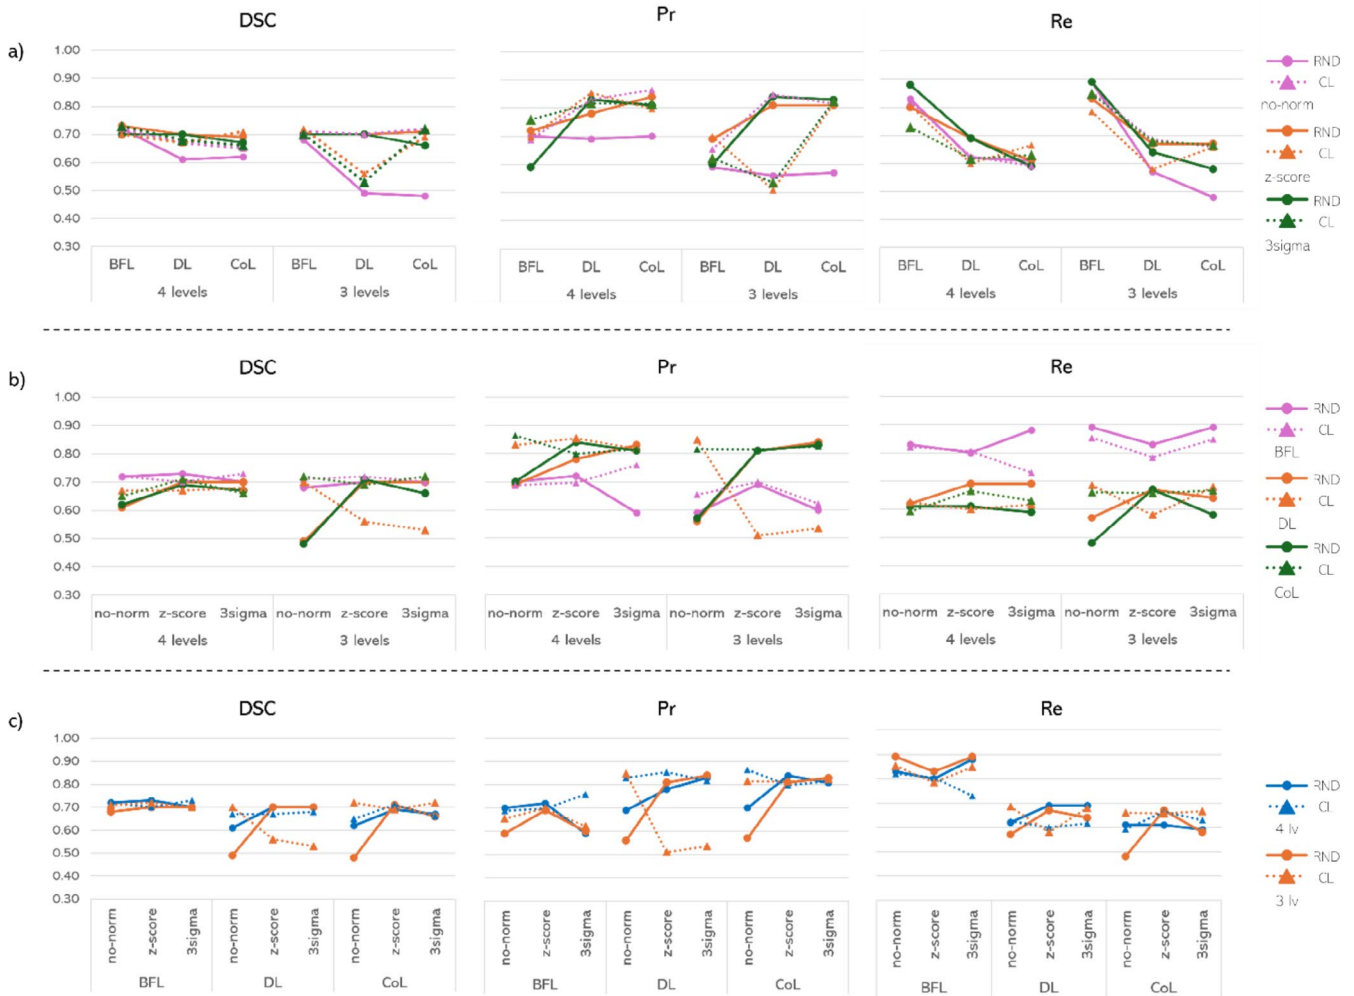 DSC Pr Re
a)
1.00
0.90
0.80
0.70
0.60
0.50
0.40
0.30
BFL DL CoL BFL DL CoL
4 levels 3 levels
BFL DL CoL BFL DL CoL
4 levels 3 levels
BFL DL CoL BFL DL CoL
4 levels 3 levels
RND
CL
no-norm
RND
CL
z-score
RND
CL
3sigma
DSC Pr Re
b)
1.00
0.90
0.80
0.70
0.60
0.50
0.40
0.30
no-norm z-score 3sigma no-norm z-score 3sigma
4 levels 3 levels
no-norm z-score 3sigma no-norm z-score 3sigma
4 levels 3 levels
no-norm z-score 3sigma no-norm z-score 3sigma
4 levels 3 levels
RND
CL
BFL
RND
CL
DL
RND
CL
CoL
DSC Pr Re
c)
1.00
0.90
0.80
0.70
0.60
0.50
0.40
0.30
no-norm z-score 3sigma no-norm z-score 3sigma no-norm z-score 3sigma
BFL DL CoL
no-norm z-score 3sigma no-norm z-score 3sigma no-norm z-score 3sigma
BFL DL CoL
no-norm z-score 3sigma no-norm z-score 3sigma no-norm z-score 3sigma
BFL DL CoL
RND
CL
4 lv
RND
CL
3 lv